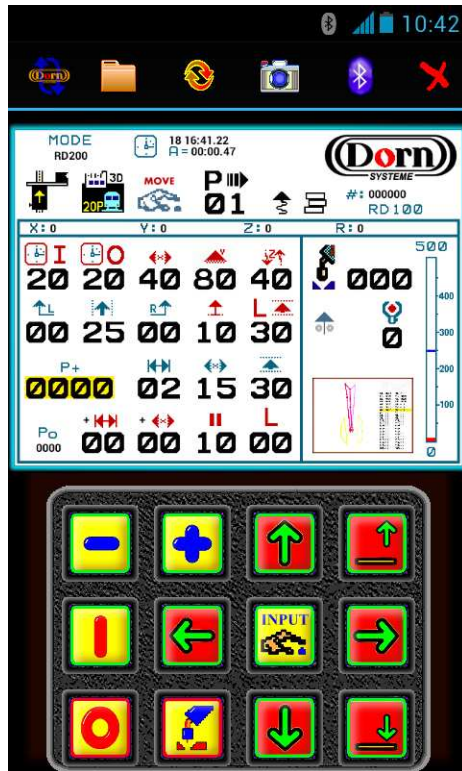 10:42
Dorn
MODE
RD200
18 16:41.22
A= 00:00.47
Dorn
SYSTEME
3D
20P
MOVE
P
01
#: 000000
RD100
X: 0 Y: 0 Z: 0 R: 0
I O Y Z
20 20 40 80 40
000
500
L R L
00 25 00 10 30
0
400
P+
0000 02 15 30
200
+ + L
Po
0000
00 00 10 00
100
0
INPUT